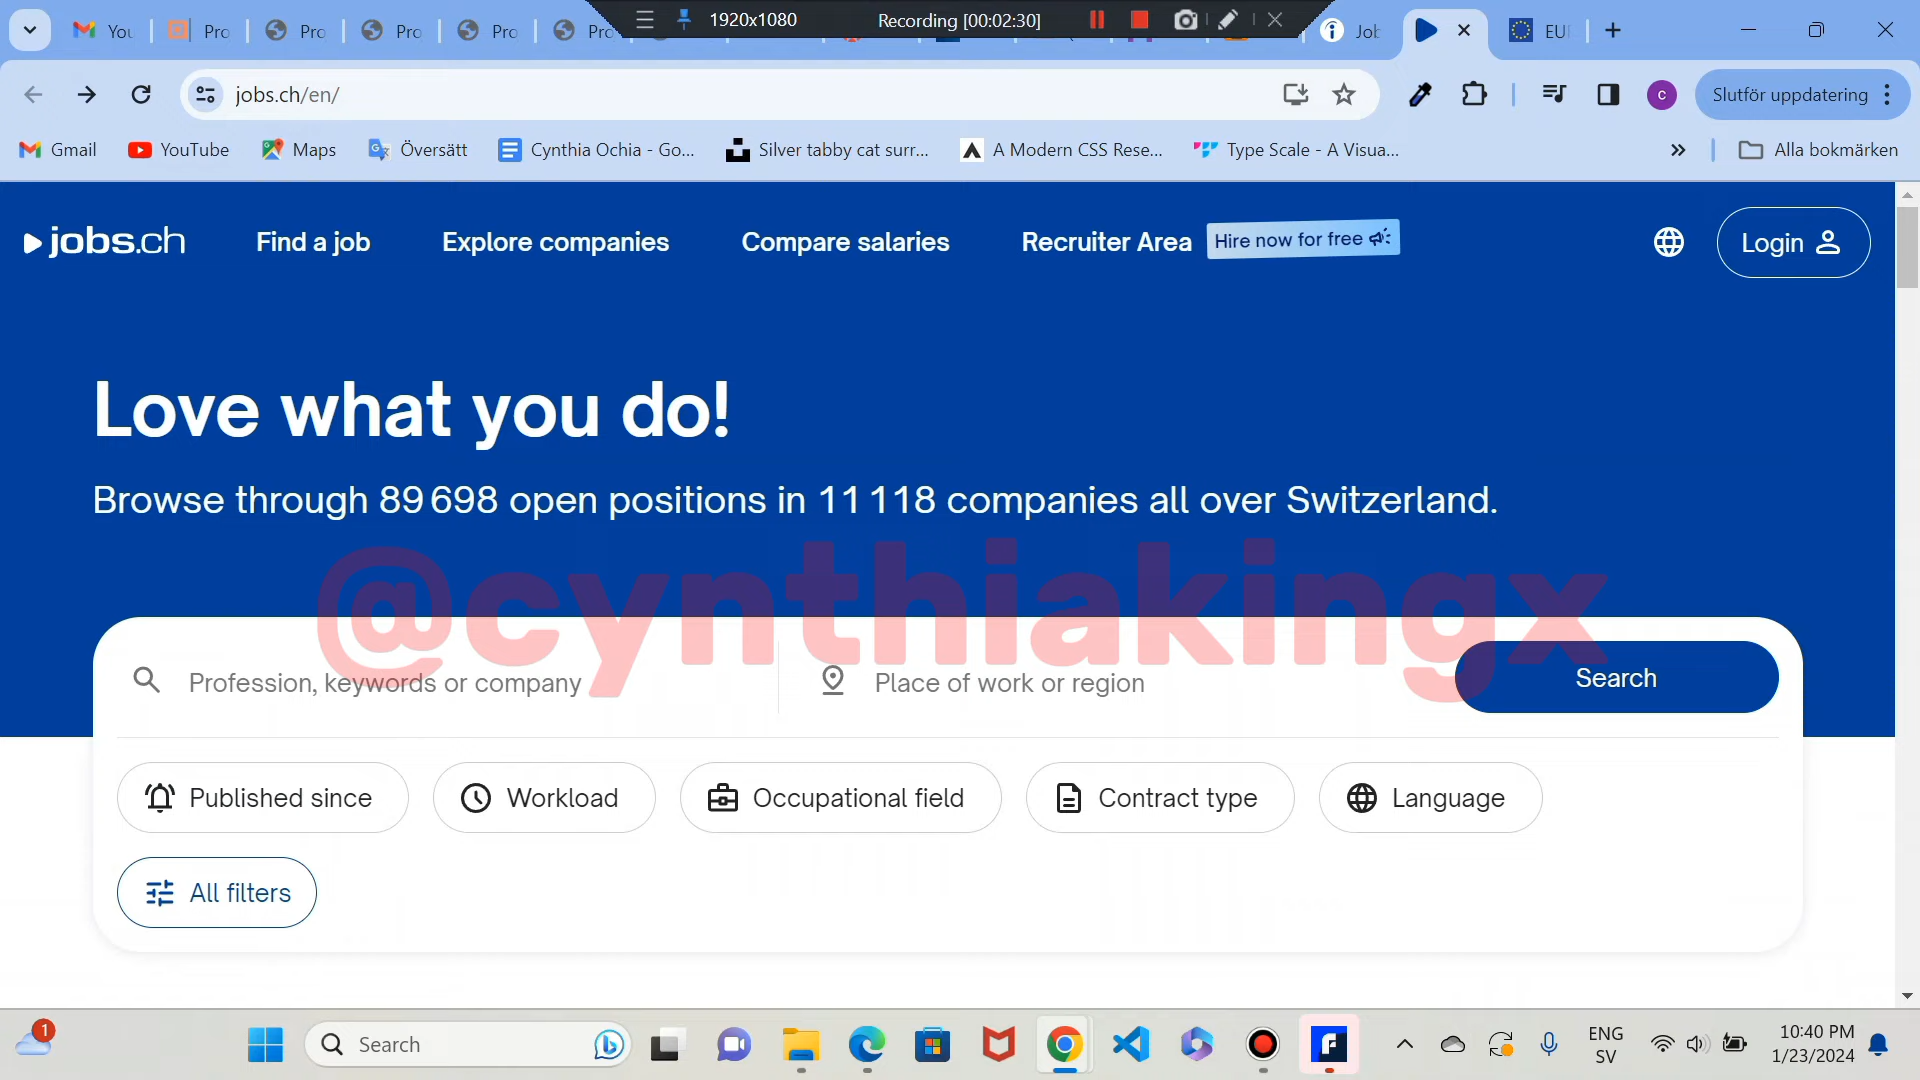 You
Pro
Pro
Pro
Pro
Pro
1920x1080
Recording [00:02:30]
Job
EU
jobs.ch/en/
C
Slutför uppdatering
Gmail
YouTube
Maps
Översätt
Cynthia Ochia - Go...
Silver tabby cat surr...
A Modern CSS Rese...
Type Scale - A Visua...
Alla bokmärken
jobs.ch
Find a job
Explore companies
Compare salaries
Recruiter Area
Hire now for free
Login
Love what you do!
Browse through 89 698 open positions in 11 118 companies all over Switzerland.
@cynthiakingx
Profession, keywords or company
Place of work or region
Search
Published since
Workload
Occupational field
Contract type
Language
All filters
1
Search
ENG
SV
10:40 PM
1/23/2024